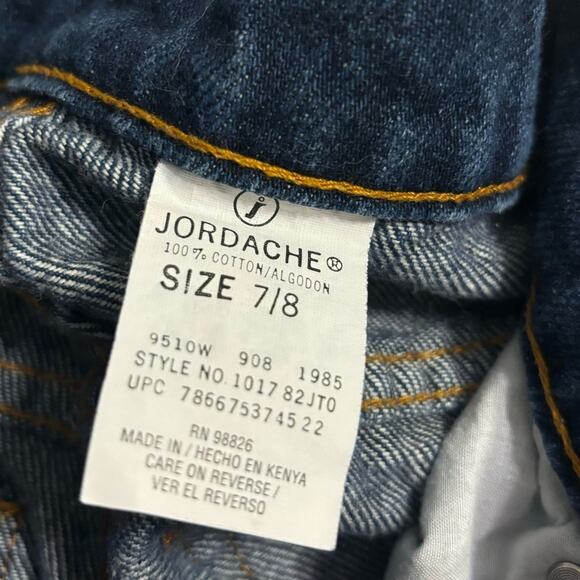 j
JORDACHE®
100% COTTON/ALGODON
SIZE 7/8
9510W 908 1985
STYLE NO. 1017 82JT0
UPC 7866753745 22
RN 98826
MADE IN / HECHO EN KENYA
CARE ON REVERSE /
VER EL REVERSO